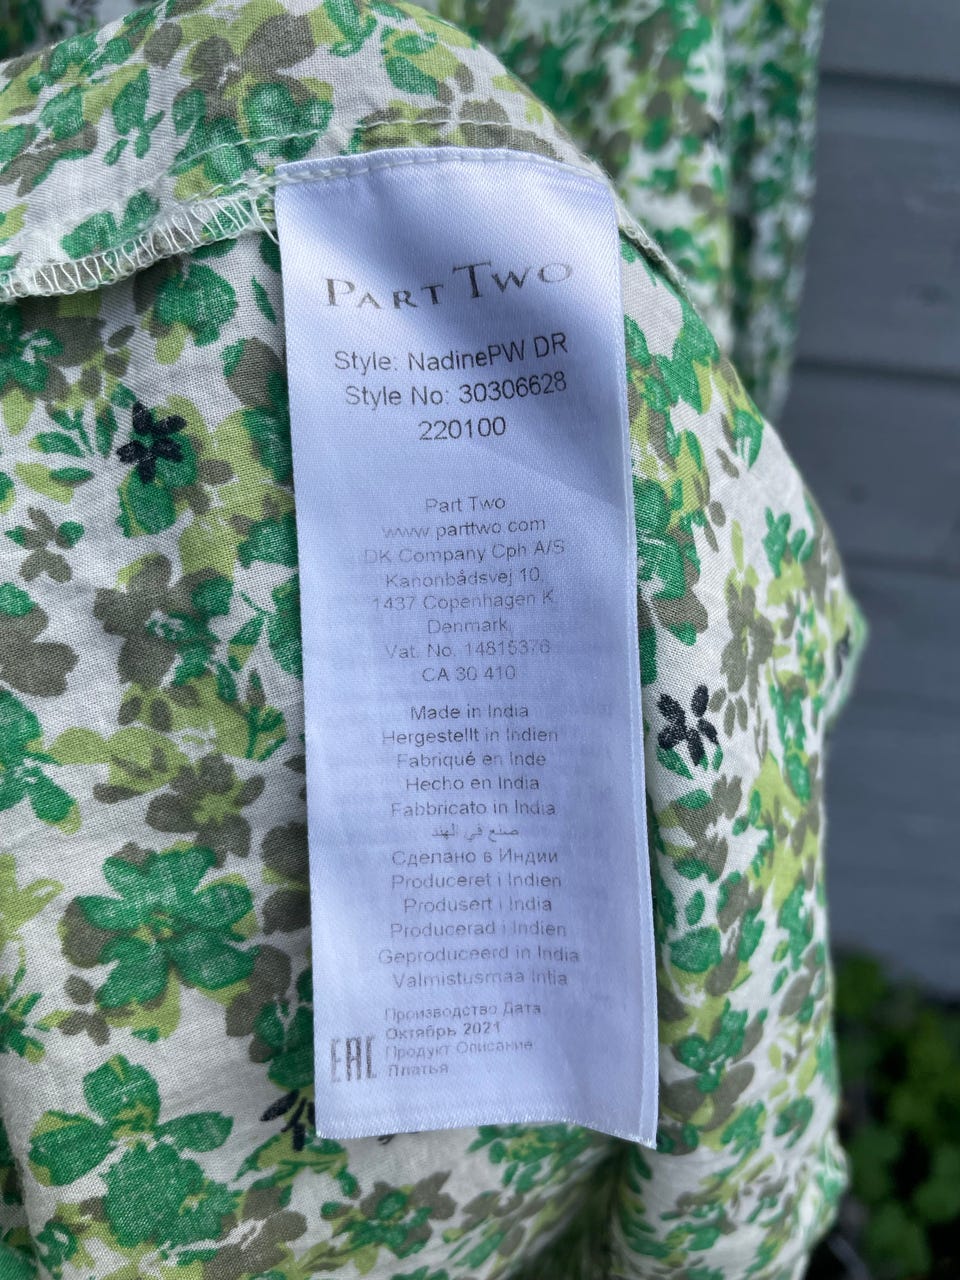 PART TWO
Style: NadinePW DR
Style No: 30306628
220100
Part Two
www.parttwo.com
DK Company Cph A/S
Kanonbådsvej 10,
1437 Copenhagen K
Denmark,
Vat. No. 14815376
CA 30 410
Made in India
Hergestellt in Indien
Fabriqué en Inde
Hecho en India
Fabbricato in India
صنع في الهند
Сделано в Индии
Produceret i Indien
Produsert i India
Producerad i Indien
Geproduceerd in India
Valmistusmaa Intia
Производство Дата
Октябрь 2021
EAC Продукт Описание
Платья